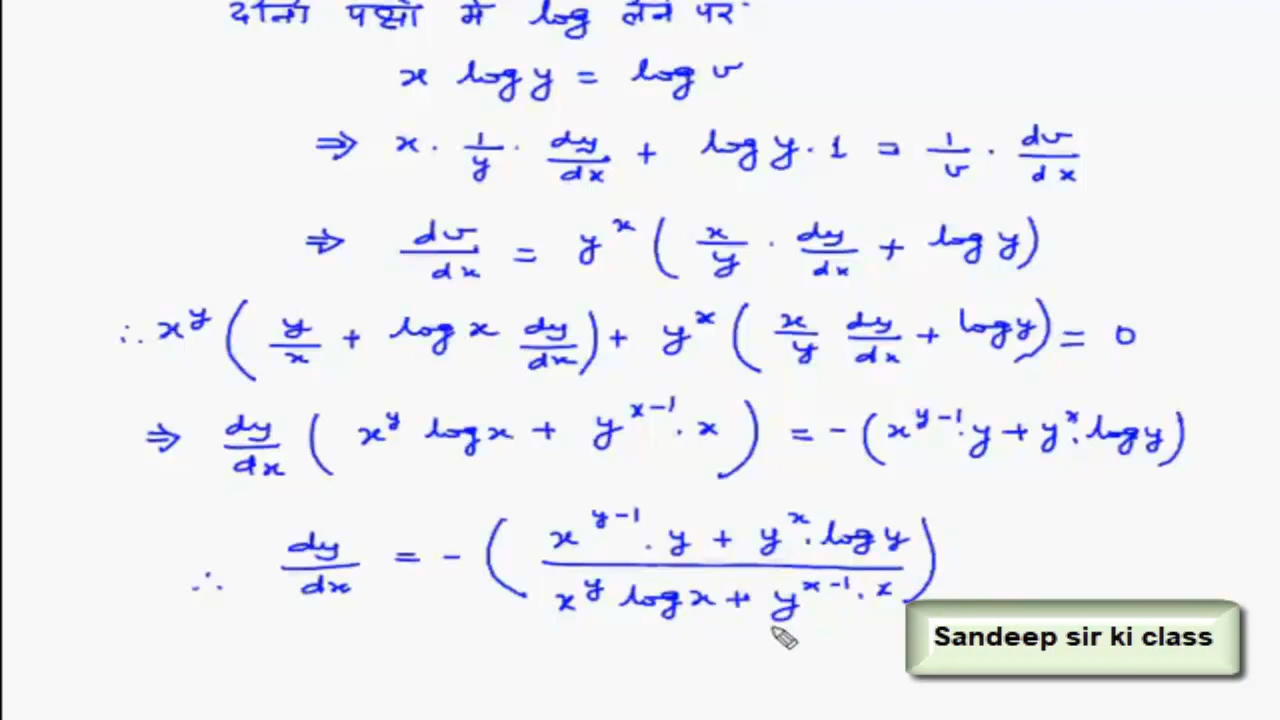 दोनो पक्षो मे log लेने पर
x log y = log v
⇒ x · 1/y · dy/dx + log y · 1 = 1/v · dv/dx
⇒ dv/dx = y^x ( x/y · dy/dx + log y )
∴ x^y ( y/x + log x dy/dx ) + y^x ( x/y dy/dx + log y ) = 0
⇒ dy/dx ( x^y log x + y^(x-1) · x ) = - ( x^(y-1) · y + y^x · log y )
∴ dy/dx = - ( (x^(y-1) · y + y^x · log y) / (x^y log x + y^(x-1) · x) )
Sandeep sir ki class